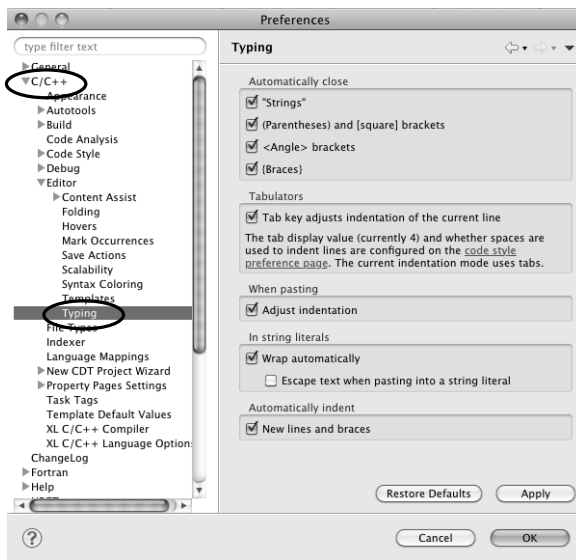 Preferences
type filter text
General
C/C++
Appearance
Autotools
Build
Code Analysis
Code Style
Debug
Editor
Content Assist
Folding
Hovers
Mark Occurrences
Save Actions
Scalability
Syntax Coloring
Templates
Typing
File Types
Indexer
Language Mappings
New CDT Project Wizard
Property Pages Settings
Task Tags
Template Default Values
XL C/C++ Compiler
XL C/C++ Language Option
ChangeLog
Fortran
Help
Typing
Automatically close
"Strings"
(Parentheses) and [square] brackets
<Angle> brackets
{Braces}
Tabulators
Tab key adjusts indentation of the current line
The tab display value (currently 4) and whether spaces are
used to indent lines are configured on the code style
preference page. The current indentation mode uses tabs.
When pasting
Adjust indentation
In string literals
Wrap automatically
Escape text when pasting into a string literal
Automatically indent
New lines and braces
Restore Defaults
Apply
?
Cancel
OK